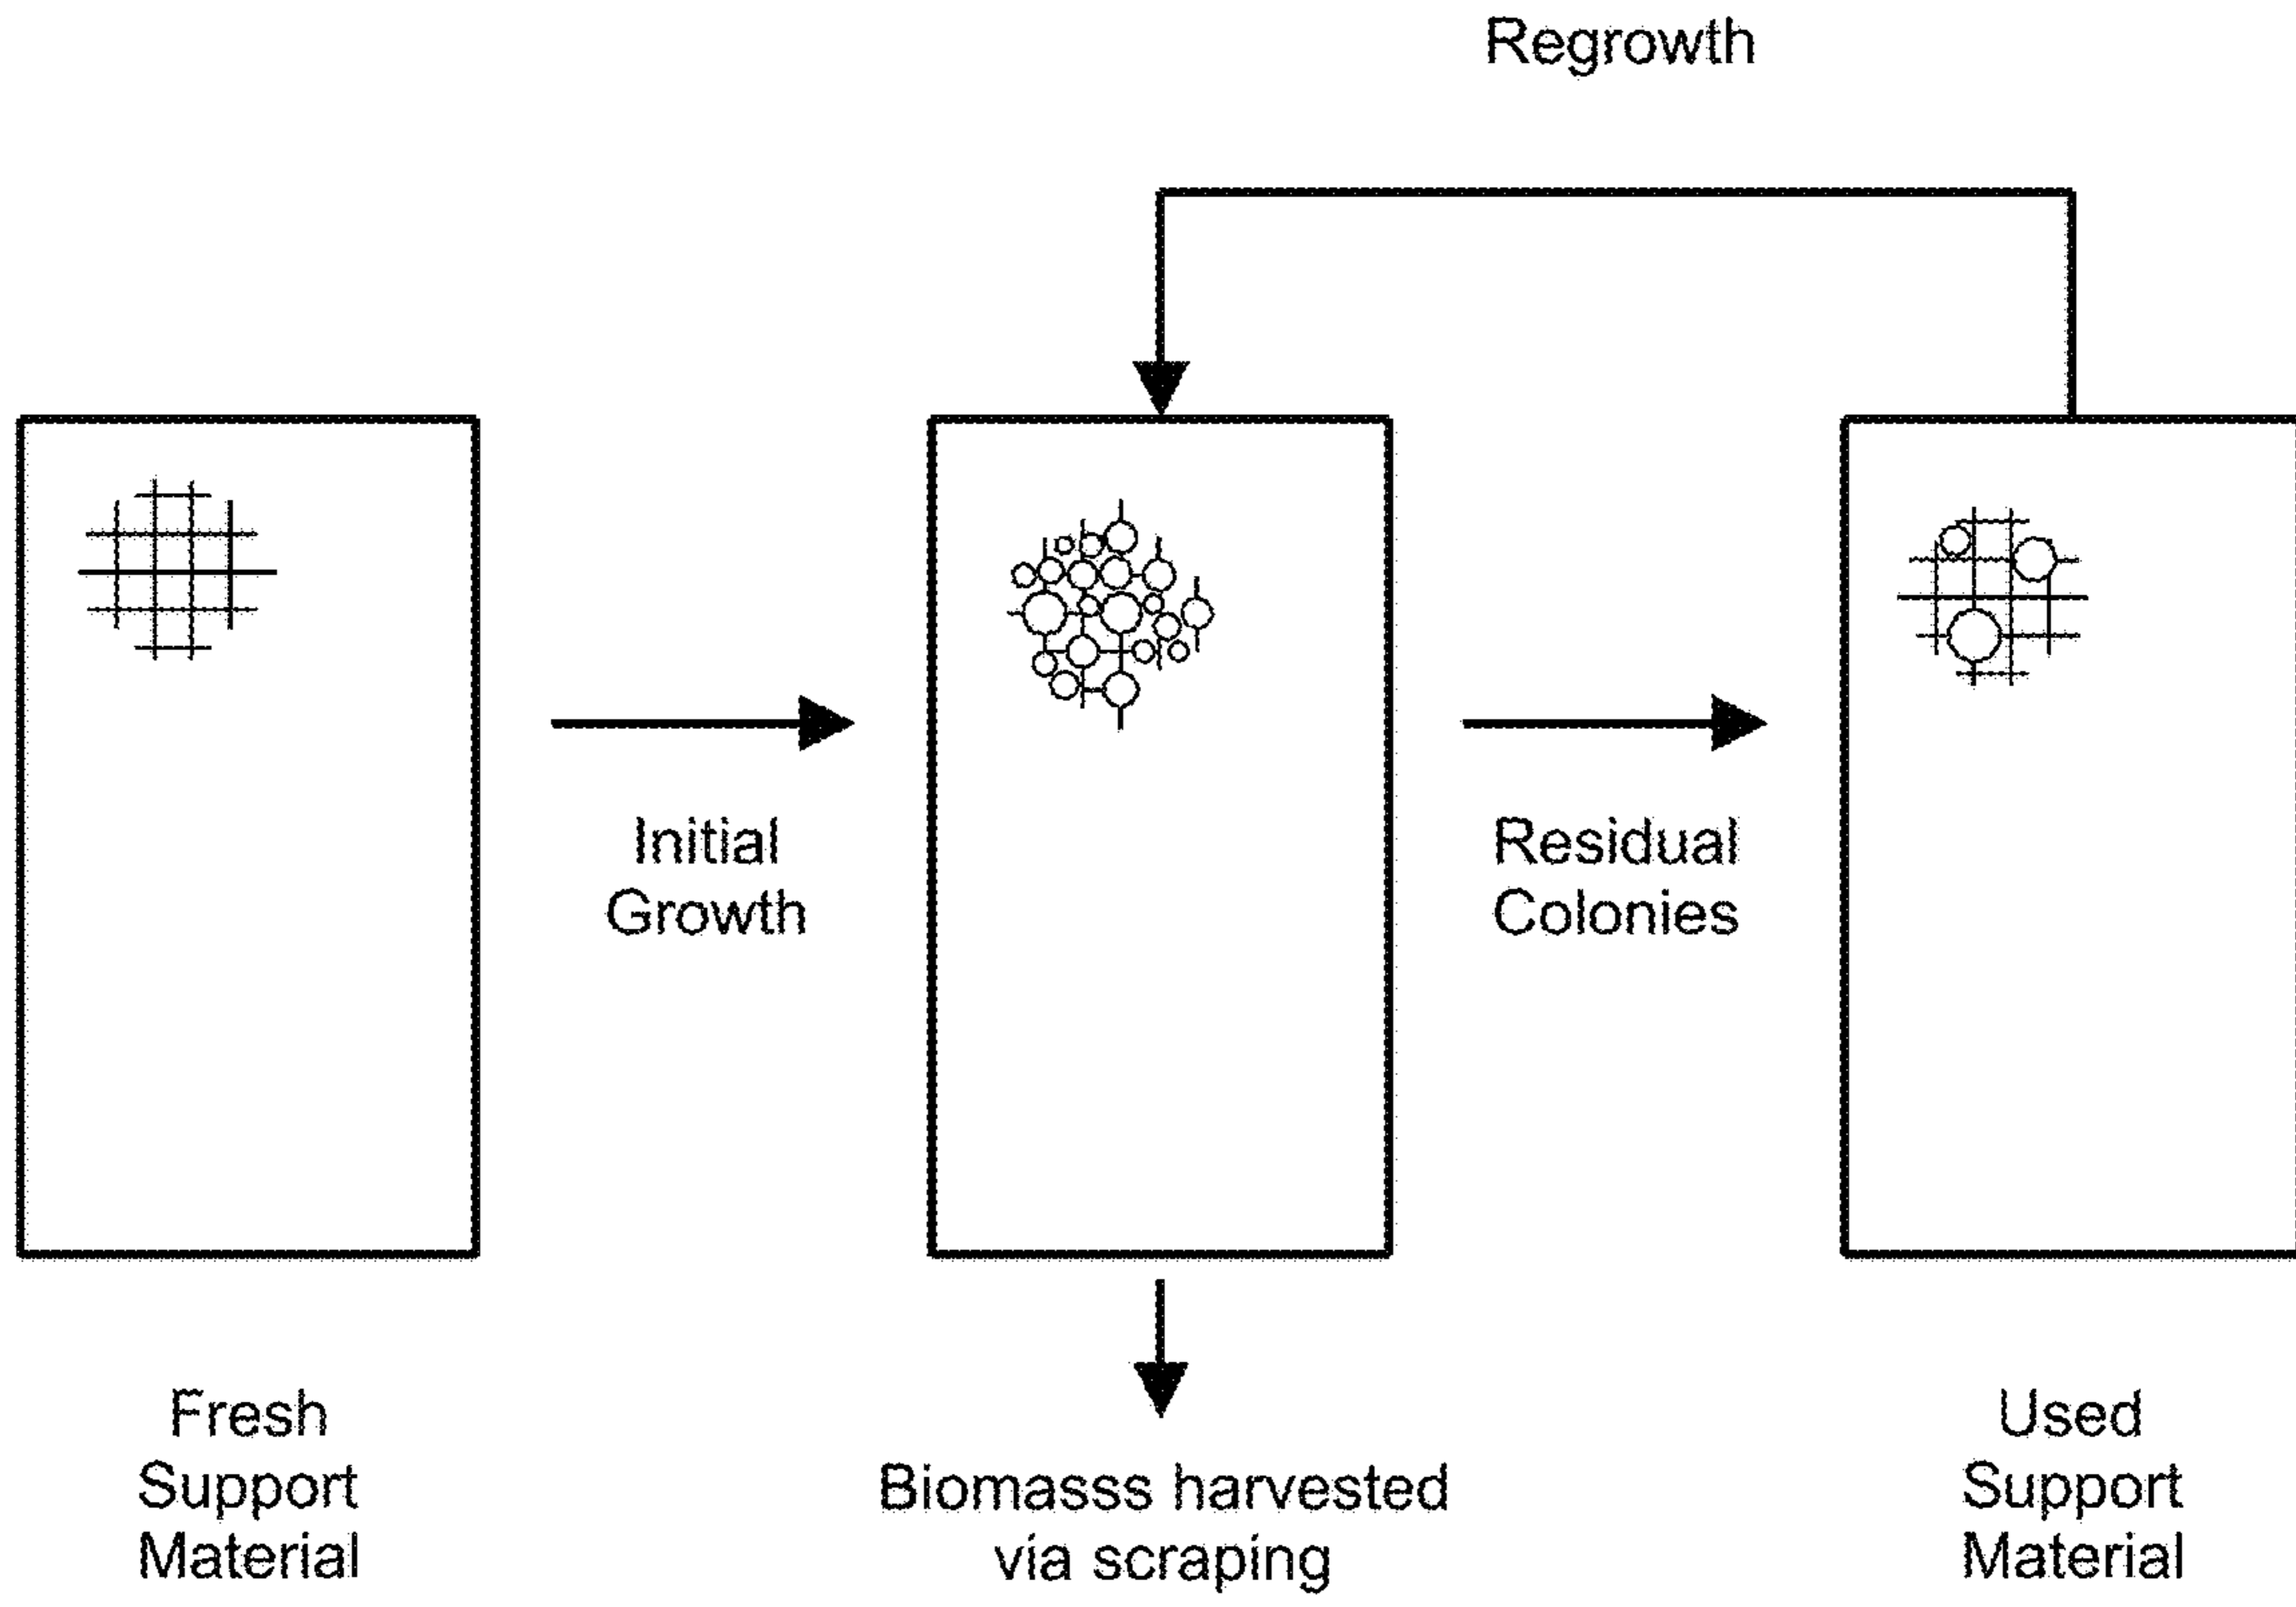 Regrowth
Initial
Growth
Residual
Colonies
Fresh
Support
Material
Biomasss harvested
via scraping
Used
Support
Material